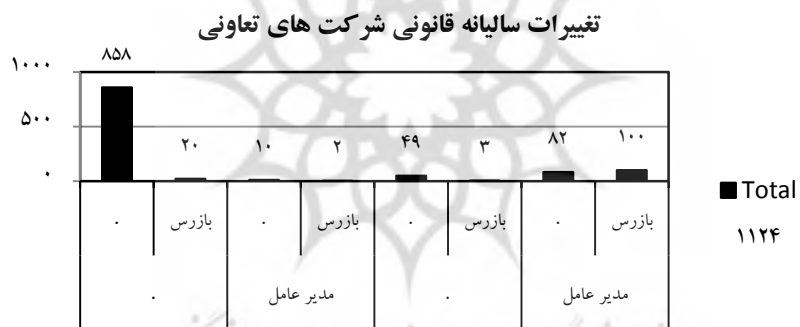 تغییرات سالیانه قانونی شرکت های تعاونی
۱۰۰۰
۵۰۰
۰
۸۵۸ ۲۰ ۱۰ ۲ ۴۹ ۳ ۸۲ ۱۰۰
۰ بازرس ۰ بازرس ۰ بازرس ۰ بازرس
۰ مدیر عامل ۰ مدیر عامل
Total
۱۱۲۴